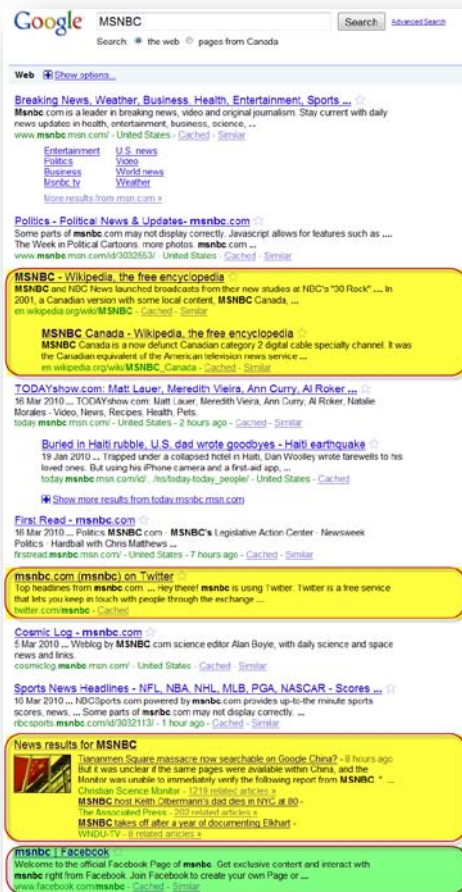 Google MSNBC Search Advanced Search
Search: the web pages from Canada
Web Show options...
Breaking News, Weather, Business, Health, Entertainment, Sports ...
Msnbc.com is a leader in breaking news, video and original journalism. Stay current with daily
news updates in health, entertainment, business, science, ...
www.msnbc.msn.com/ - United States - Cached - Similar
Entertainment U.S. news
Politics Video
Business World news
Msnbc tv Weather
More results from msn.com »
Politics - Political News & Updates- msnbc.com
Some parts of msnbc.com may not display correctly. Javascript allows for features such as ....
The Week in Political Cartoons. more photos. msnbc.com ...
www.msnbc.msn.com/id/3032553/ - United States - Cached - Similar
MSNBC - Wikipedia, the free encyclopedia
MSNBC and NBC News launched broadcasts from their new studies at NBC's "30 Rock" .... In
2001, a Canadian version with some local content, MSNBC Canada, ...
en.wikipedia.org/wiki/MSNBC - Cached - Similar
MSNBC Canada - Wikipedia, the free encyclopedia
MSNBC Canada is a now defunct Canadian category 2 digital cable specialty channel. It was
the Canadian equivalent of the American television news service ...
en.wikipedia.org/wiki/MSNBC_Canada - Cached - Similar
TODAYshow.com: Matt Lauer, Meredith Vieira, Ann Curry, Al Roker ...
16 Mar 2010 ... TODAYshow.com: Matt Lauer, Meredith Vieira, Ann Curry, Al Roker, Natalie
Morales - Video, News, Recipes, Health, Pets.
today.msnbc.msn.com/ - United States - 2 hours ago - Cached - Similar
Buried in Haiti rubble, U.S. dad wrote goodbyes - Haiti earthquake
19 Jan 2010 ... Trapped under a collapsed hotel in Haiti, Dan Woolley wrote farewells to his
loved ones. But using his iPhone camera and a first-aid app, ...
today.msnbc.msn.com/id/.../ns/today-today_people/ - United States - Cached
Show more results from today.msnbc.msn.com
First Read - msnbc.com
16 Mar 2010 ... Politics MSNBC.com · MSNBC's Legislative Action Center · Newsweek
Politics · Hardball with Chris Matthews ...
firstread.msnbc.msn.com/ - United States - 7 hours ago - Cached - Similar
msnbc.com (msnbc) on Twitter
Top headlines from msnbc.com. ... Hey there! msnbc is using Twitter. Twitter is a free service
that lets you keep in touch with people through the exchange ...
twitter.com/msnbc - Cached
Cosmic Log - msnbc.com
5 Mar 2010 ... Weblog by MSNBC.com science editor Alan Boyle, with daily science and space
news and links.
cosmiclog.msnbc.msn.com/ - United States - Cached - Similar
Sports News Headlines - NFL, NBA, NHL, MLB, PGA, NASCAR - Scores ...
16 Mar 2010 ... NBCSports.com powered by msnbc.com provides up-to-the minute sports
scores, news, ... Some parts of msnbc.com may not display correctly. ...
nbcsports.msnbc.com/id/3032113/ - 1 hour ago - Cached - Similar
News results for MSNBC
Tiananmen Square massacre now searchable on Google China? - 8 hours ago
But it was unclear if the same pages were available within China, and the
Monitor was unable to immediately verify the following report from MSNBC. " ...
Christian Science Monitor - 1219 related articles »
MSNBC host Keith Olbermann's dad dies in NYC at 80 -
The Associated Press - 202 related articles »
MSNBC takes off after a year of documenting Elkhart -
WNDU-TV - 8 related articles »
msnbc | Facebook
Welcome to the official Facebook Page of msnbc. Get exclusive content and interact with
msnbc right from Facebook. Join Facebook to create your own Page or ...
www.facebook.com/msnbc - Cached - Similar